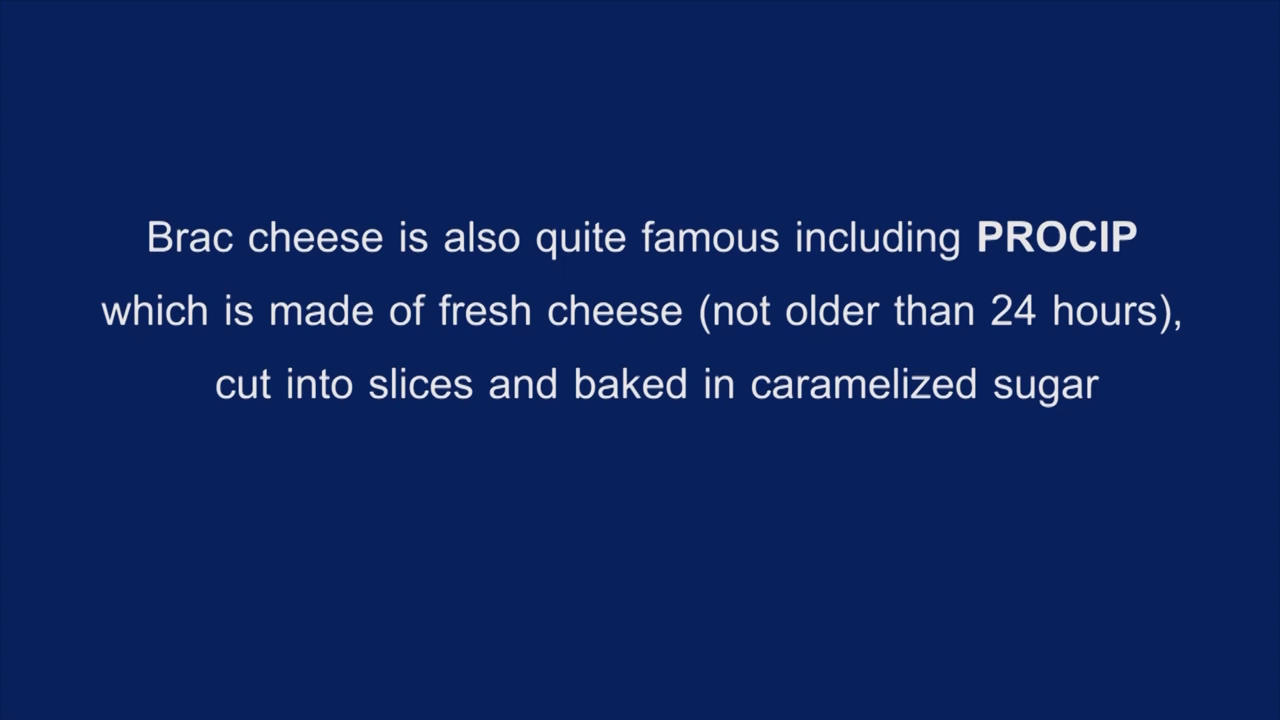 Brac cheese is also quite famous including PROCIP
which is made of fresh cheese (not older than 24 hours),
cut into slices and baked in caramelized sugar